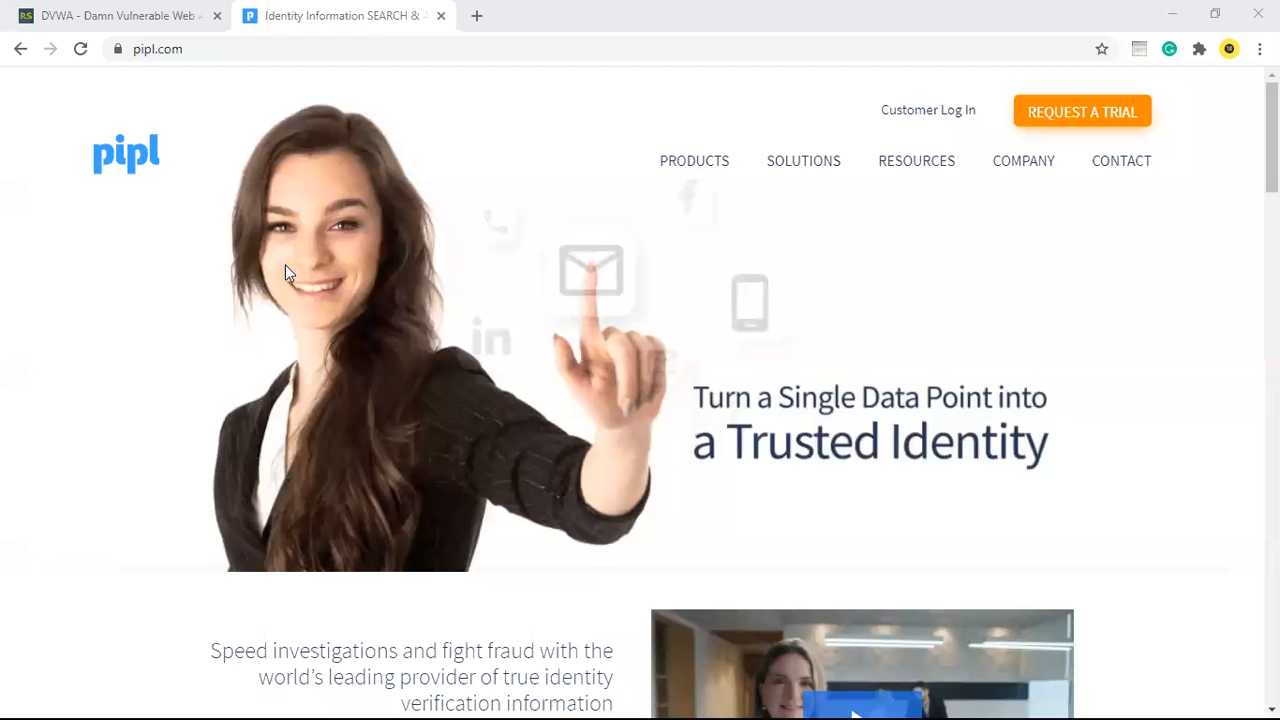 DVWA - Damn Vulnerable Web
Identity Information SEARCH &
pipl.com
Customer Log In
REQUEST A TRIAL
pipl
PRODUCTS
SOLUTIONS
RESOURCES
COMPANY
CONTACT
in
Turn a Single Data Point into
a Trusted Identity
Speed investigations and fight fraud with the
world's leading provider of true identity
verification information